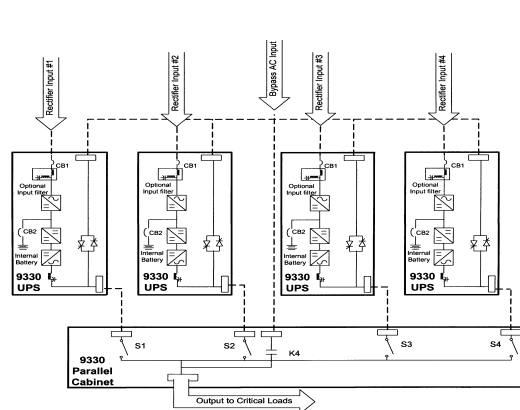 Rectifier Input #1
Rectifier Input #2
Bypass AC Input
Rectifier Input #3
Rectifier Input #4
CB1
Optional
Input filter
CB2
Internal
Battery
9330
UPS
CB1
Optional
Input filter
CB2
Internal
Battery
9330
UPS
CB1
Optional
Input filter
CB2
Internal
Battery
9330
UPS
CB1
Optional
Input filter
CB2
Internal
Battery
9330
UPS
S1
S2
K4
S3
S4
9330
Parallel
Cabinet
Output to Critical Loads